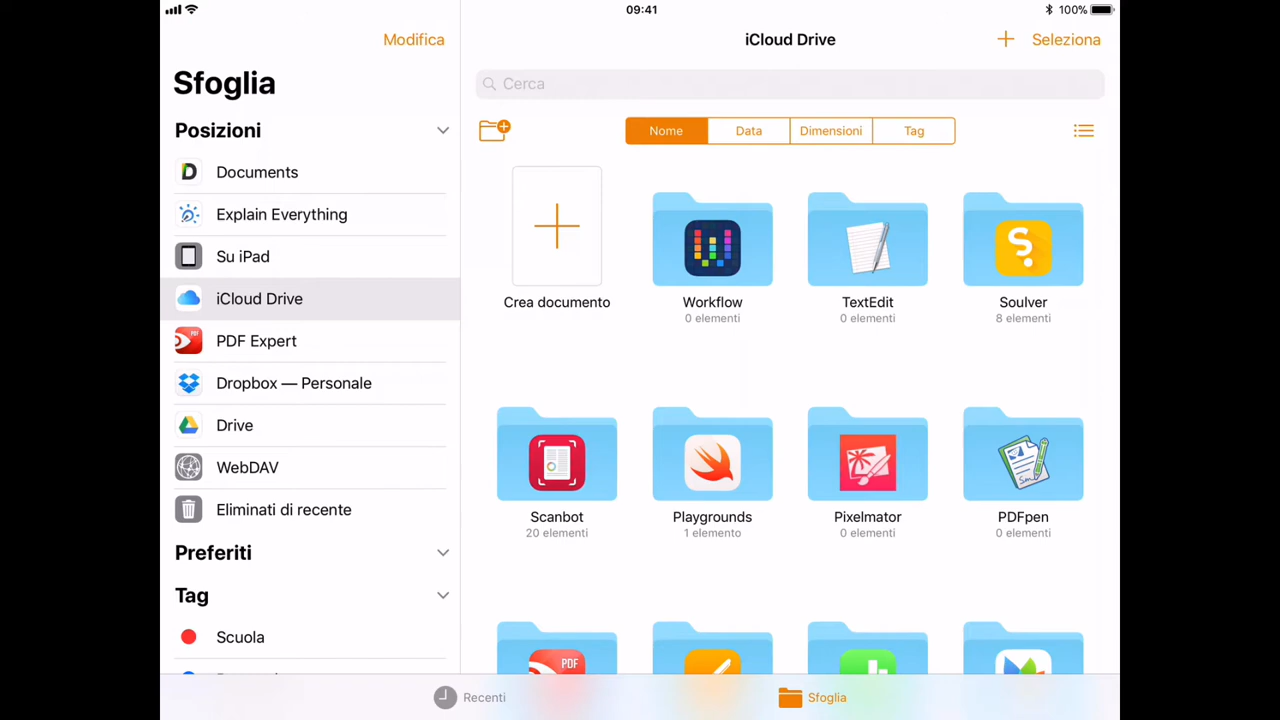 09:41
100%
Modifica
iCloud Drive
Seleziona
Sfoglia
Cerca
Posizioni
Nome
Data
Dimensioni
Tag
Documents
Explain Everything
Su iPad
iCloud Drive
PDF Expert
Dropbox — Personale
Drive
WebDAV
Eliminati di recente
Preferiti
Tag
Scuola
Crea documento
Workflow
0 elementi
TextEdit
0 elementi
Soulver
8 elementi
Scanbot
20 elementi
Playgrounds
1 elemento
Pixelmator
0 elementi
PDFpen
0 elementi
PDF
Recenti
Sfoglia